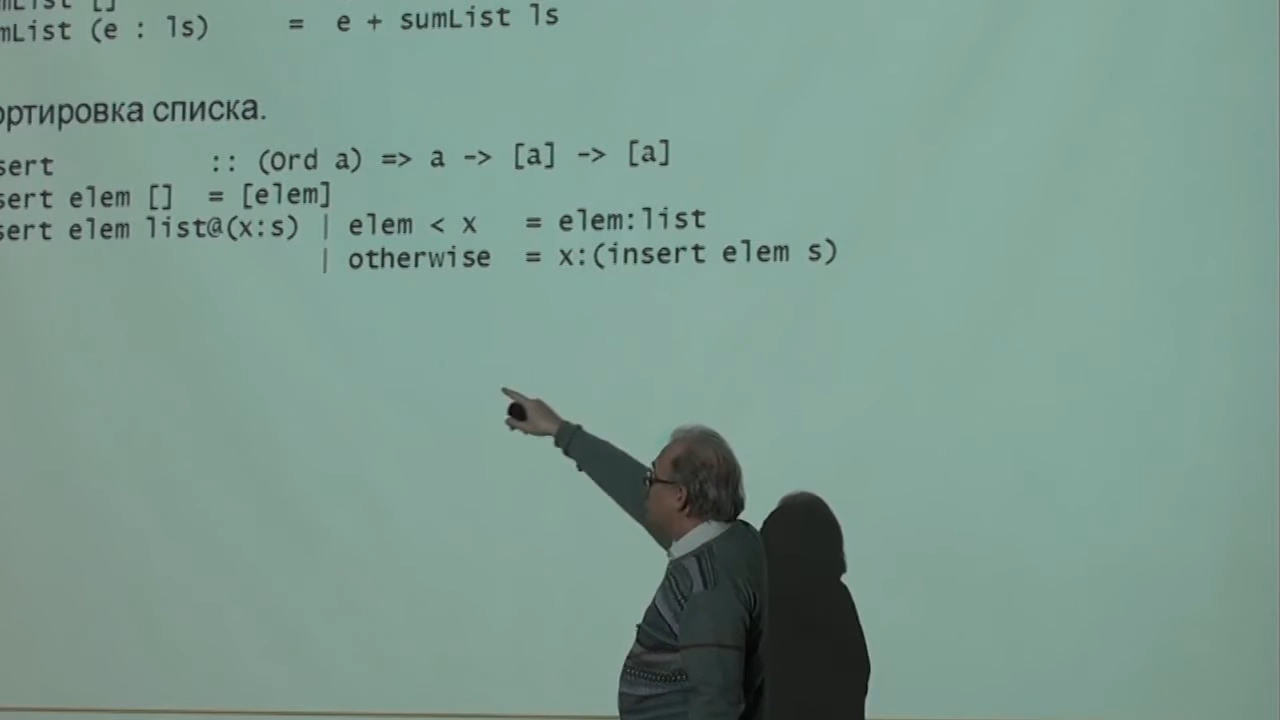 mList []
mList (e : ls) = e + sumList ls
ортировка списка.
sert :: (Ord a) => a -> [a] -> [a]
sert elem [] = [elem]
sert elem list@(x:s) | elem < x = elem:list
| otherwise = x:(insert elem s)